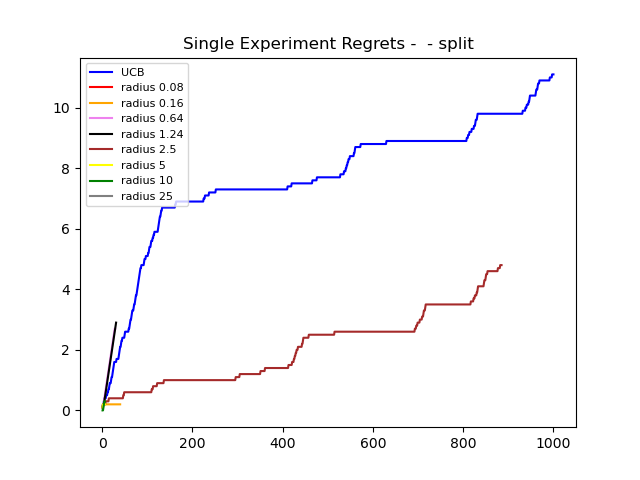 Single Experiment Regrets -  - split
UCB
radius 0.08
radius 0.16
radius 0.64
radius 1.24
radius 2.5
radius 5
radius 10
radius 25
10
8
6
4
2
0
0 200 400 600 800 1000